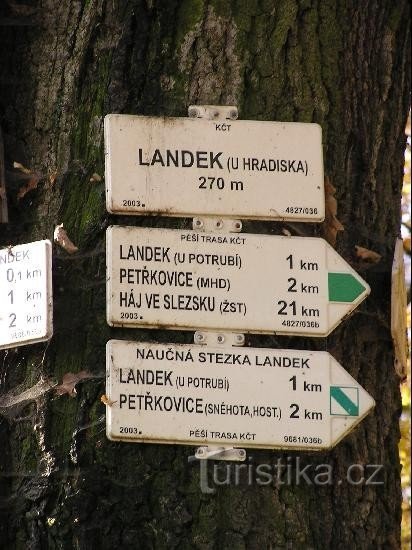 KČT
LANDEK (U HRADISKA)
270 m
2003. 4827/036
PĚŠÍ TRASA KČT
LANDEK (U POTRUBÍ) 1 KM
PETŘKOVICE (MHD) 2 KM
HÁJ VE SLEZSKU (ŽST) 21 KM
2003. 4827/036b
NAUČNÁ STEZKA LANDEK
LANDEK (U POTRUBÍ) 1 KM
PETŘKOVICE (SNĚHOTA, HOST.) 2 KM
2003. PĚŠÍ TRASA KČT 9681/036b
NDEK
0,1 KM
1 KM
2 KM
Turistika.cz